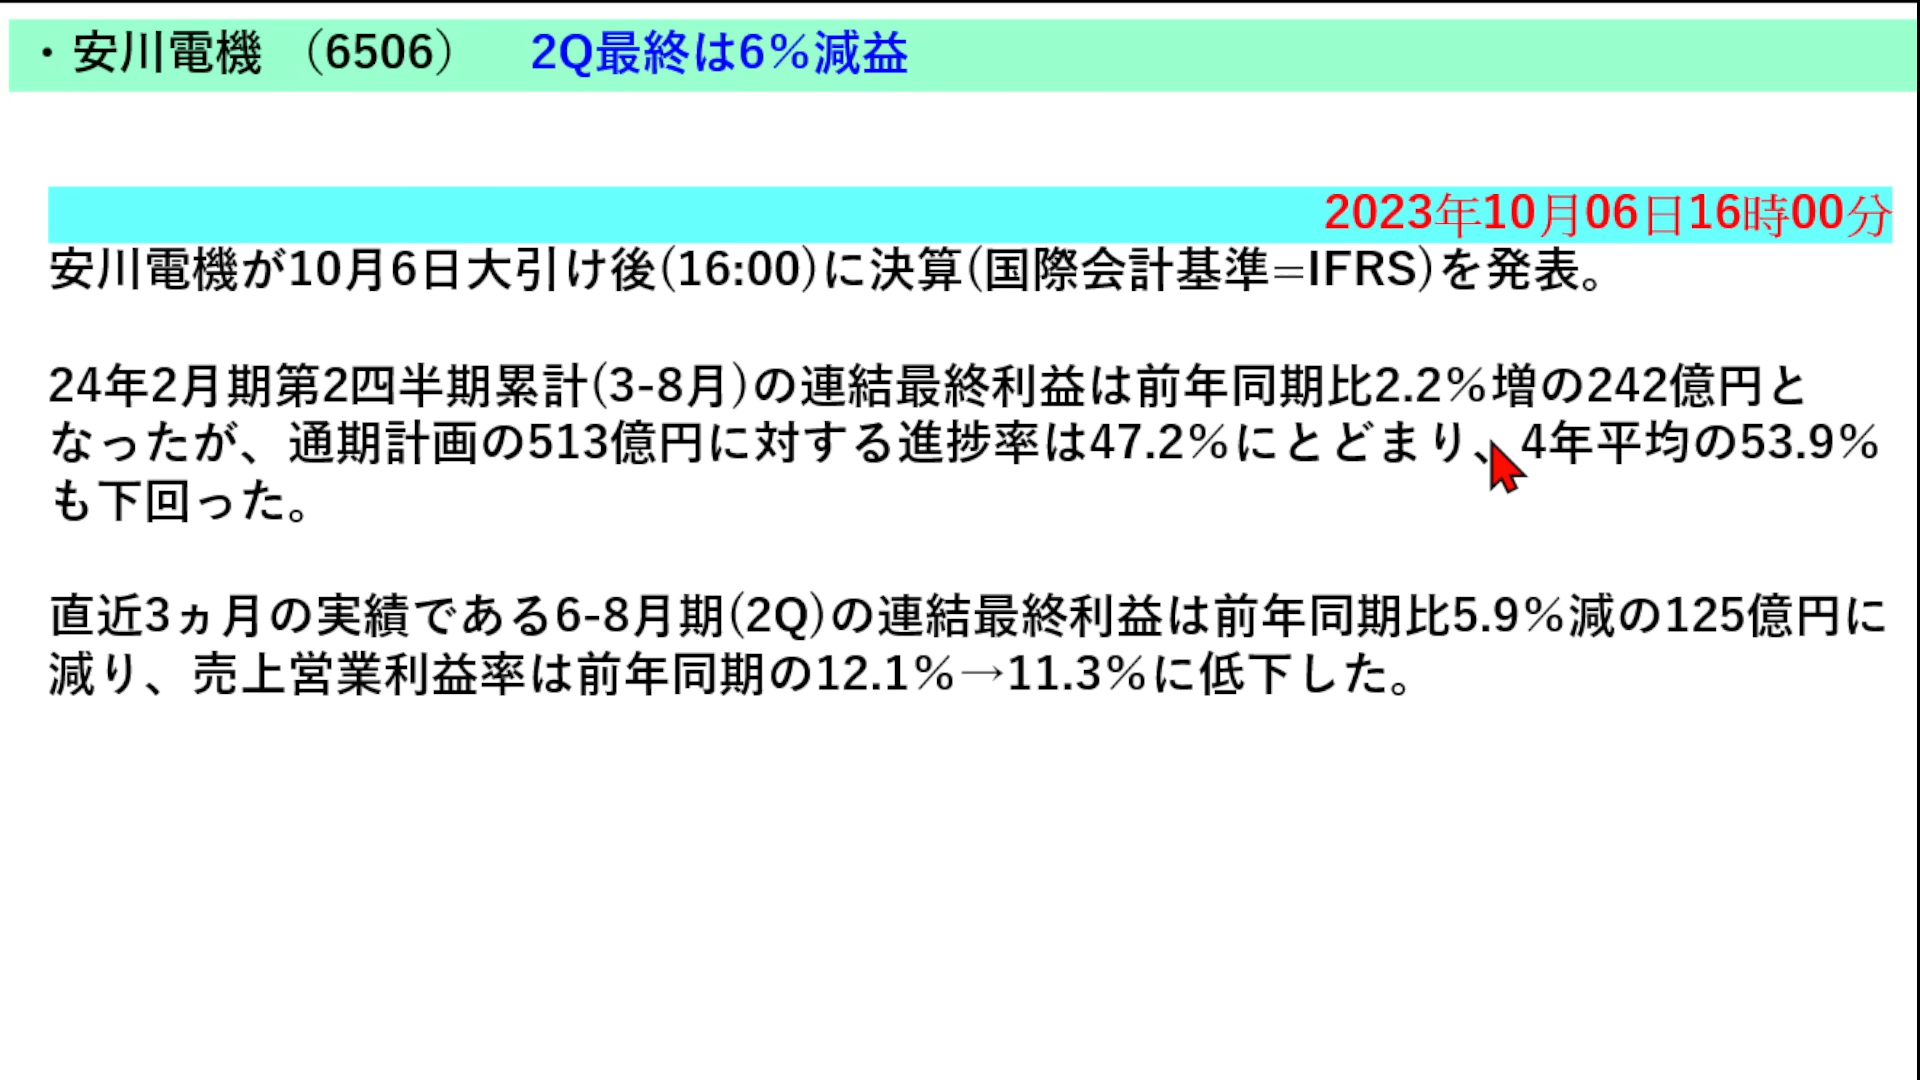 ・安川電機 （6506） 2Q最終は6％減益
2023年10月06日16時00分
安川電機が10月6日大引け後(16:00)に決算(国際会計基準=IFRS)を発表。
24年2月期第2四半期累計(3-8月)の連結最終利益は前年同期比2.2％増の242億円と
なったが、通期計画の513億円に対する進捗率は47.2％にとどまり、4年平均の53.9％
も下回った。
直近3ヵ月の実績である6-8月期(2Q)の連結最終利益は前年同期比5.9％減の125億円に
減り、売上営業利益率は前年同期の12.1％→11.3％に低下した。